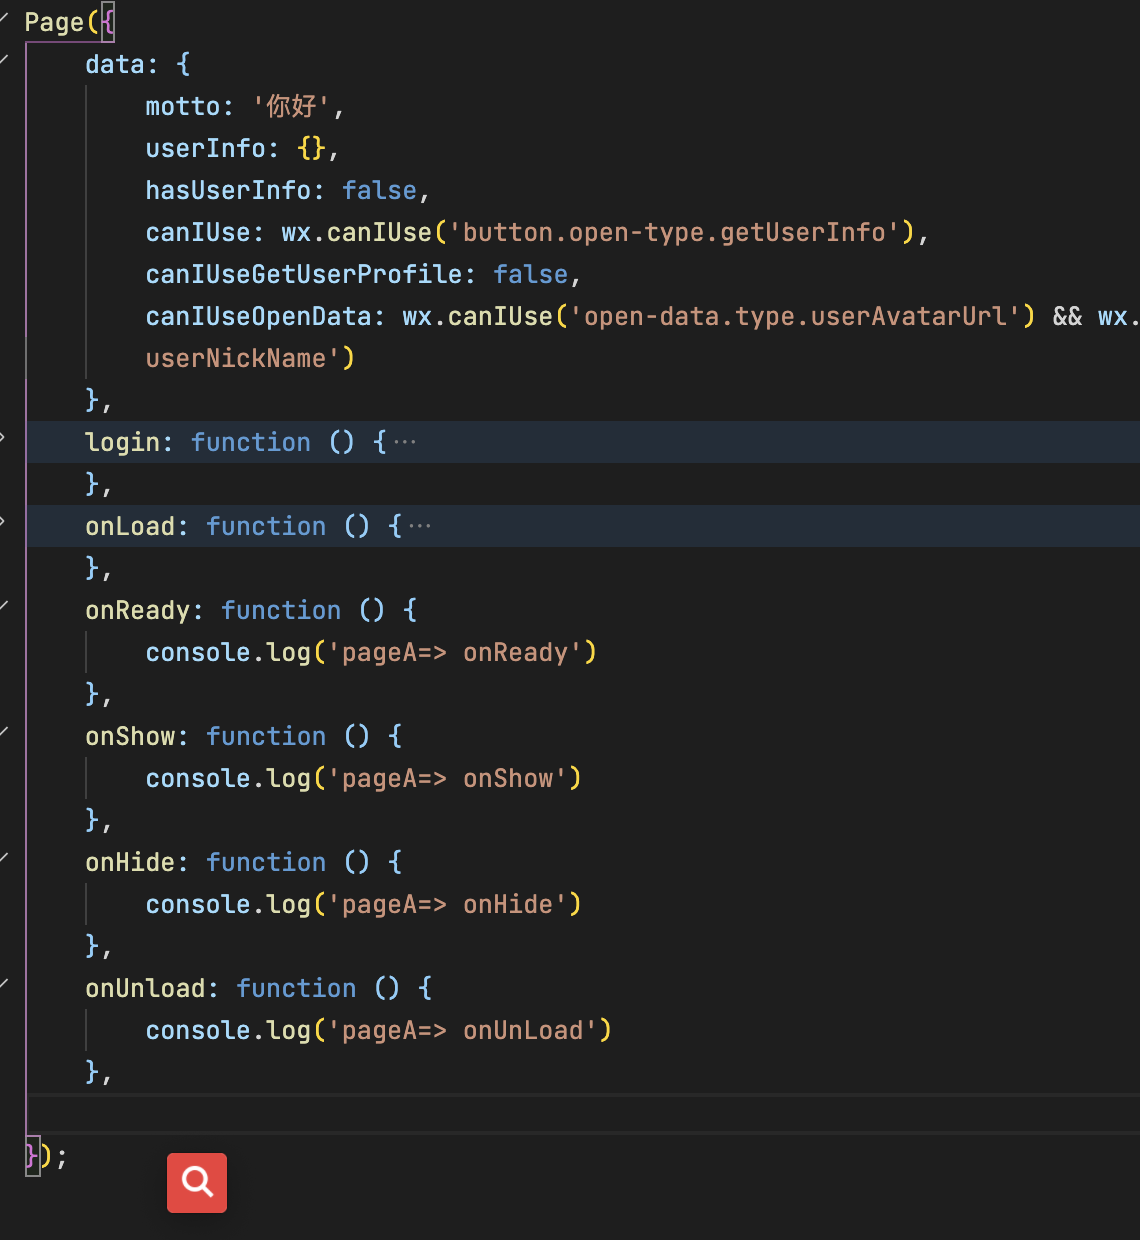 Page({
data: {
motto: '你好',
userInfo: {},
hasUserInfo: false,
canIUse: wx.canIUse('button.open-type.getUserInfo'),
canIUseGetUserProfile: false,
canIUseOpenData: wx.canIUse('open-data.type.userAvatarUrl') && wx.
userNickName')
},
login: function () {···
},
onLoad: function () {···
},
onReady: function () {
console.log('pageA=> onReady')
},
onShow: function () {
console.log('pageA=> onShow')
},
onHide: function () {
console.log('pageA=> onHide')
},
onUnload: function () {
console.log('pageA=> onUnLoad')
},
});